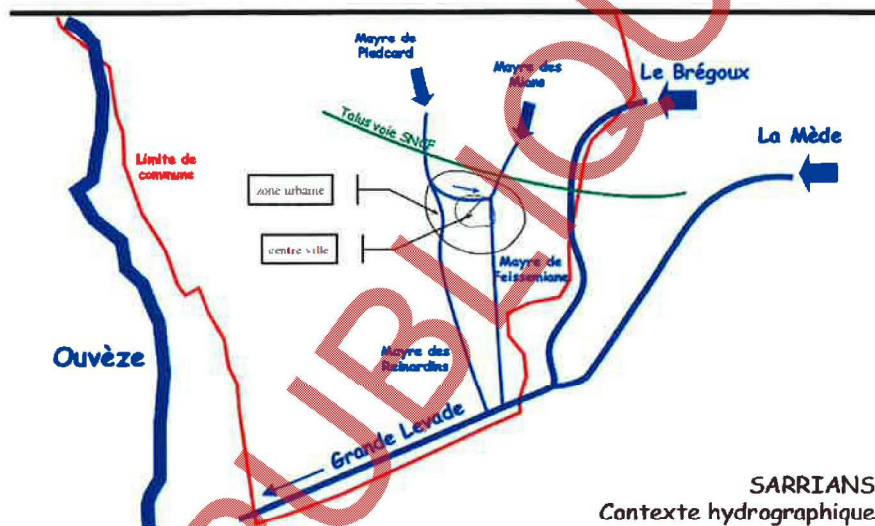 Mayre de
Piedcard
Mayre des
Mians
Le Brégoux
Talus voie SNCF
La Mède
Limite de
commune
zone urbaine
centre ville
Mayre de
Feissemiane
Ouvèze
Mayre des
Reinardins
Grande Levade
SARRIANS
Contexte hydrographique